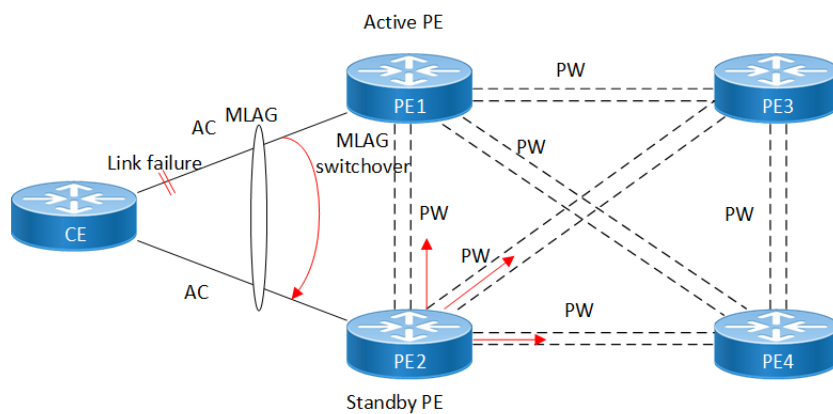 Active PE
PW
PE1
PE3
AC
MLAG
MLAG
switchover
PW
Link failure
CE
PW
PW
PW
AC
PW
PE2
PE4
Standby PE